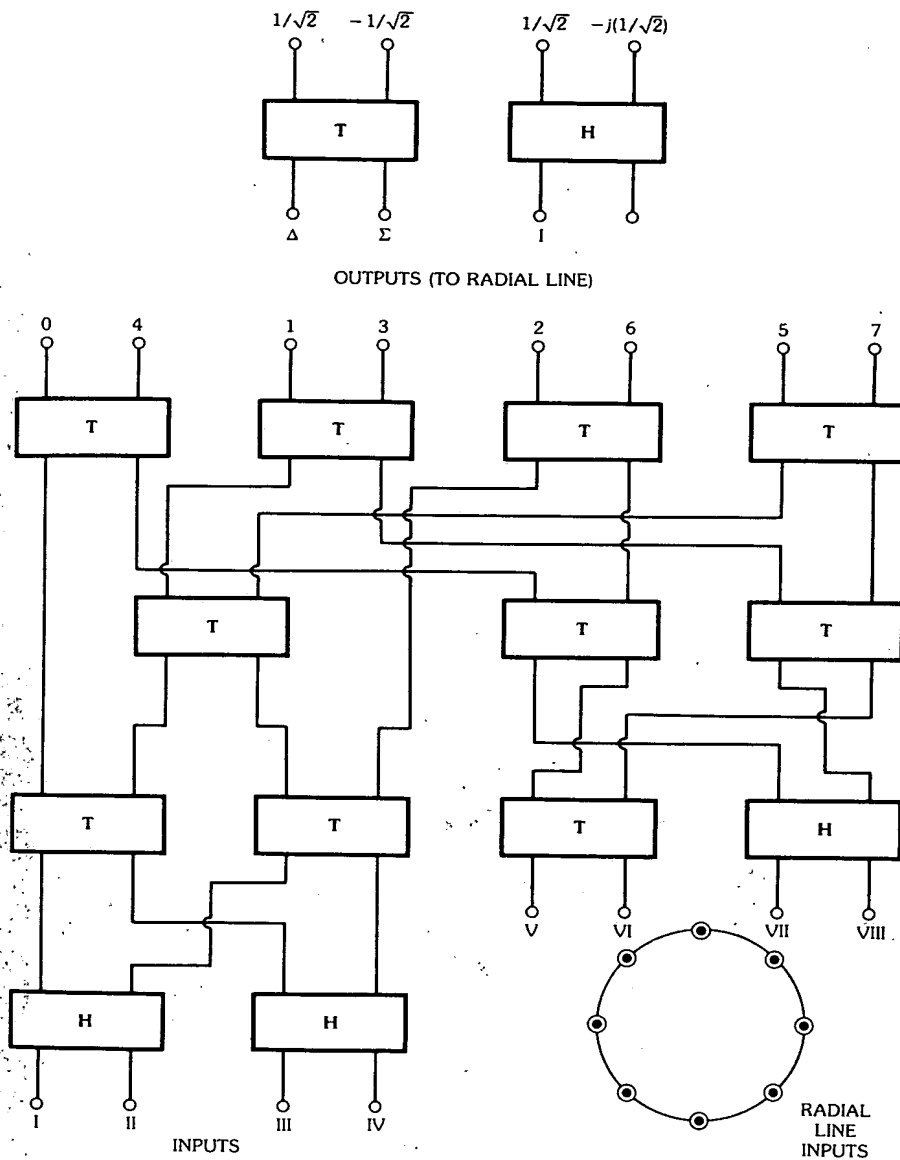 1/√2 - 1/√2 1/√2 -j(1/√2)
T H
Δ Σ I
OUTPUTS (TO RADIAL LINE)
0 4 1 3 2 6 5 7
T T T T
T T T
T T T H
V VI VII VIII
H H
I II III IV
INPUTS
RADIAL
LINE
INPUTS